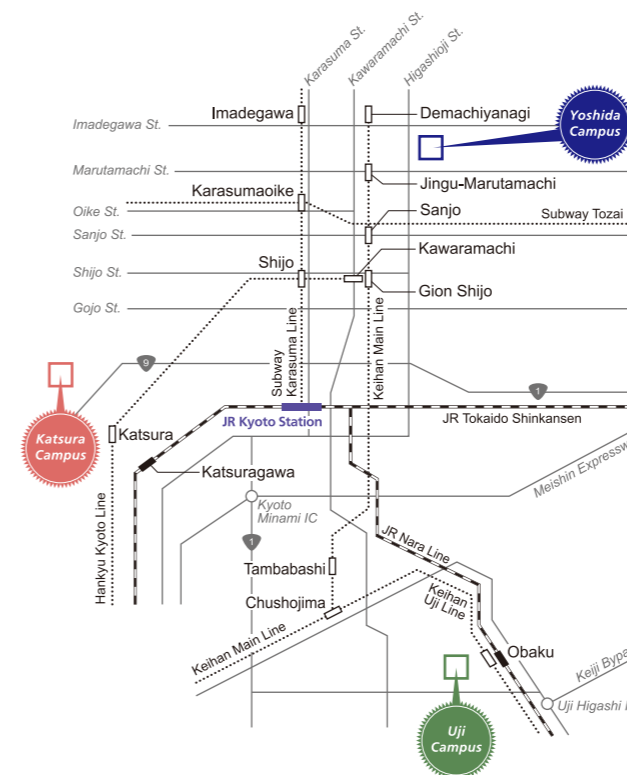 Karasuma St.
Kawaramachi St.
Higashioji St.
Imadegawa
Demachiyanagi
Yoshida
Campus
Imadegawa St.
Marutamachi St.
Jingu-Marutamachi
Karasumaoike
Oike St.
Sanjo
Subway Tozai
Sanjo St.
Kawaramachi
Shijo
Shijo St.
Gion Shijo
Gojo St.
Subway
Karasuma Line
Keihan Main Line
9
1
JR Kyoto Station
JR Tokaido Shinkansen
Katsura
Campus
Katsura
Katsuragawa
Meishin Expressw
Kyoto
Minami IC
Hankyu Kyoto Line
1
JR Nara Line
Tambabashi
Chushojima
Keihan
Uji Line
Keihan Main Line
Obaku
Keiji Bypa
Uji Higashi I
Uji
Campus